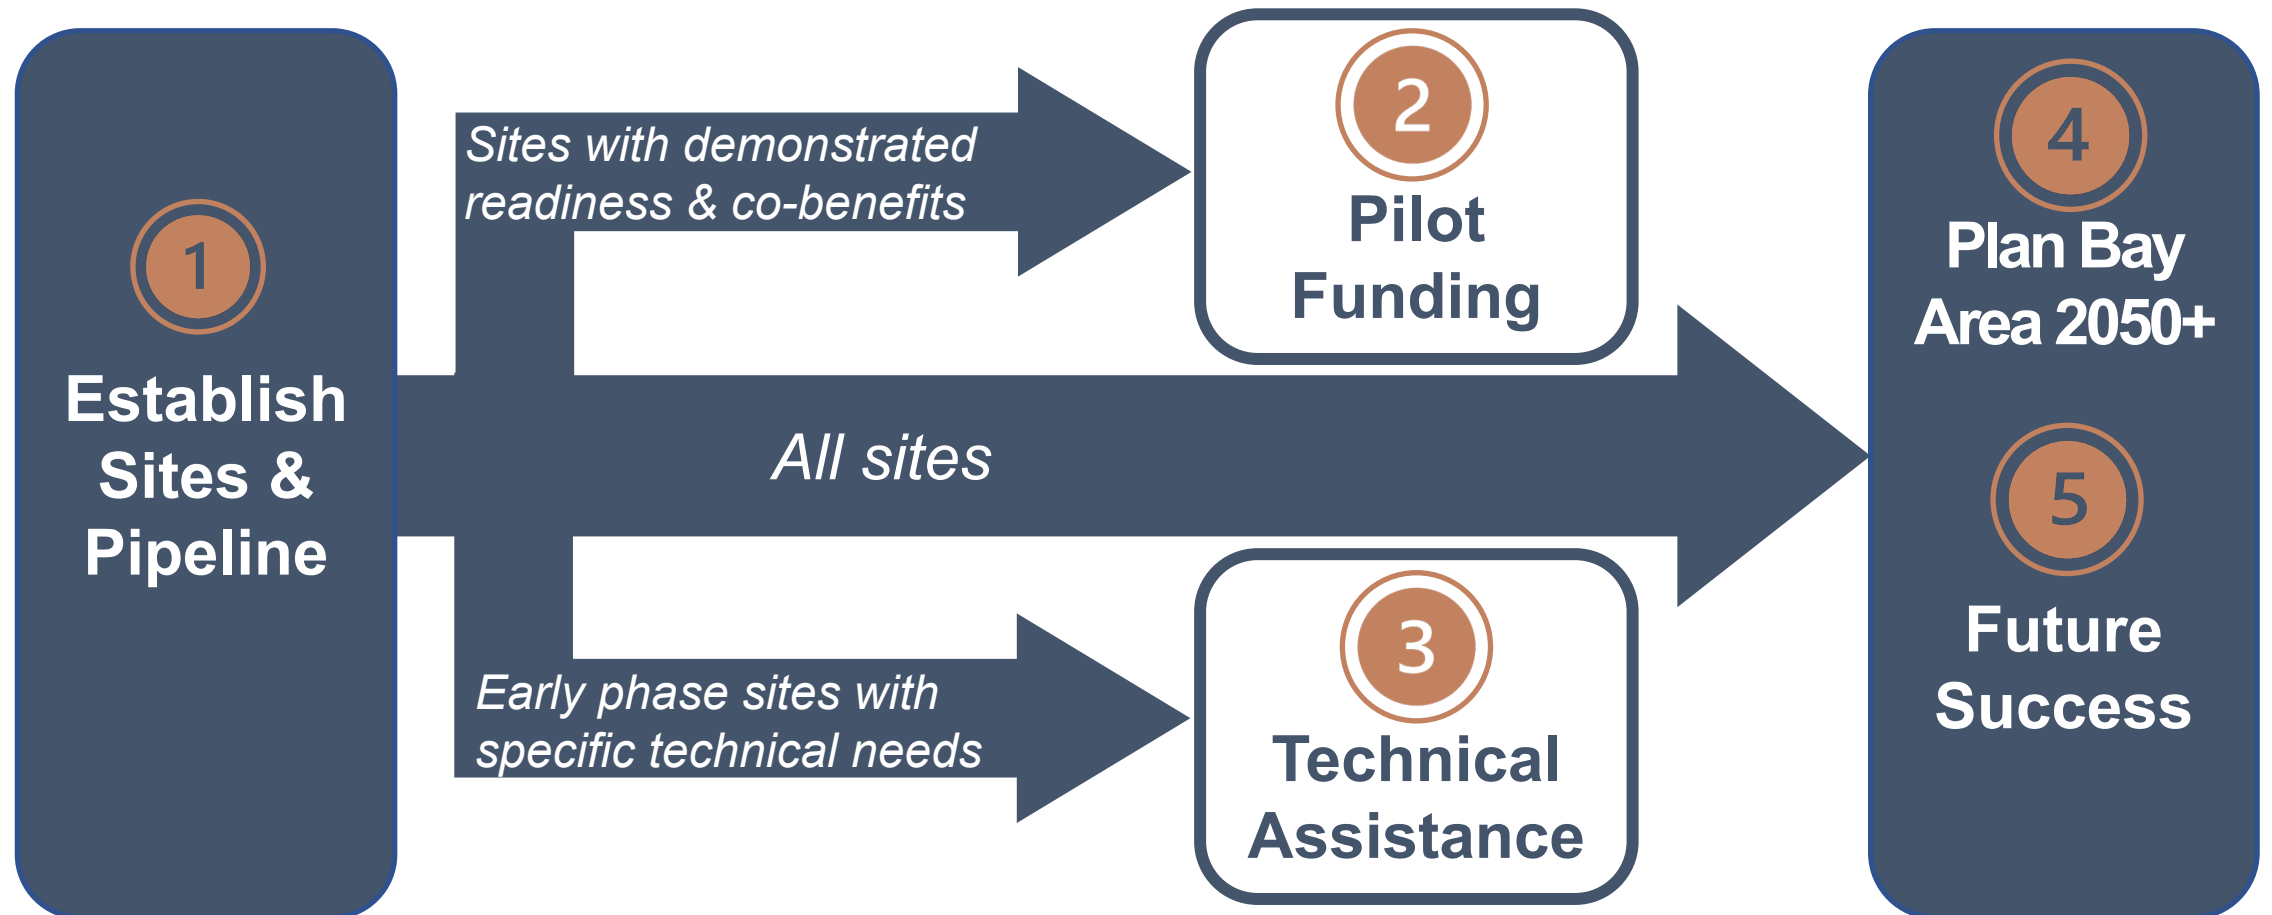 1
Establish
Sites &
Pipeline
Sites with demonstrated
readiness & co-benefits
2
Pilot
Funding
All sites
Early phase sites with
specific technical needs
3
Technical
Assistance
4
Plan Bay
Area 2050+
5
Future
Success